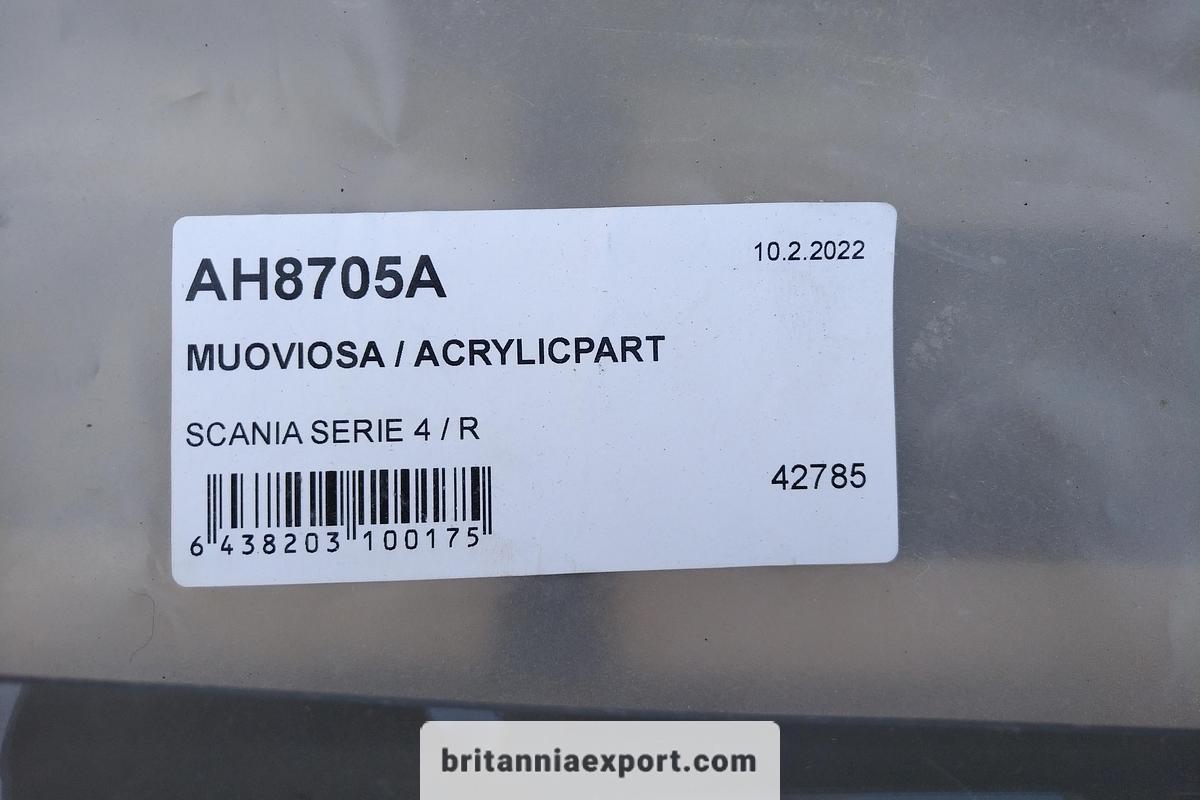 AH8705A
10.2.2022
MUOVIOSA / ACRYLICPART
SCANIA SERIE 4 / R
42785
6 438203 100175
britanniaexport.com